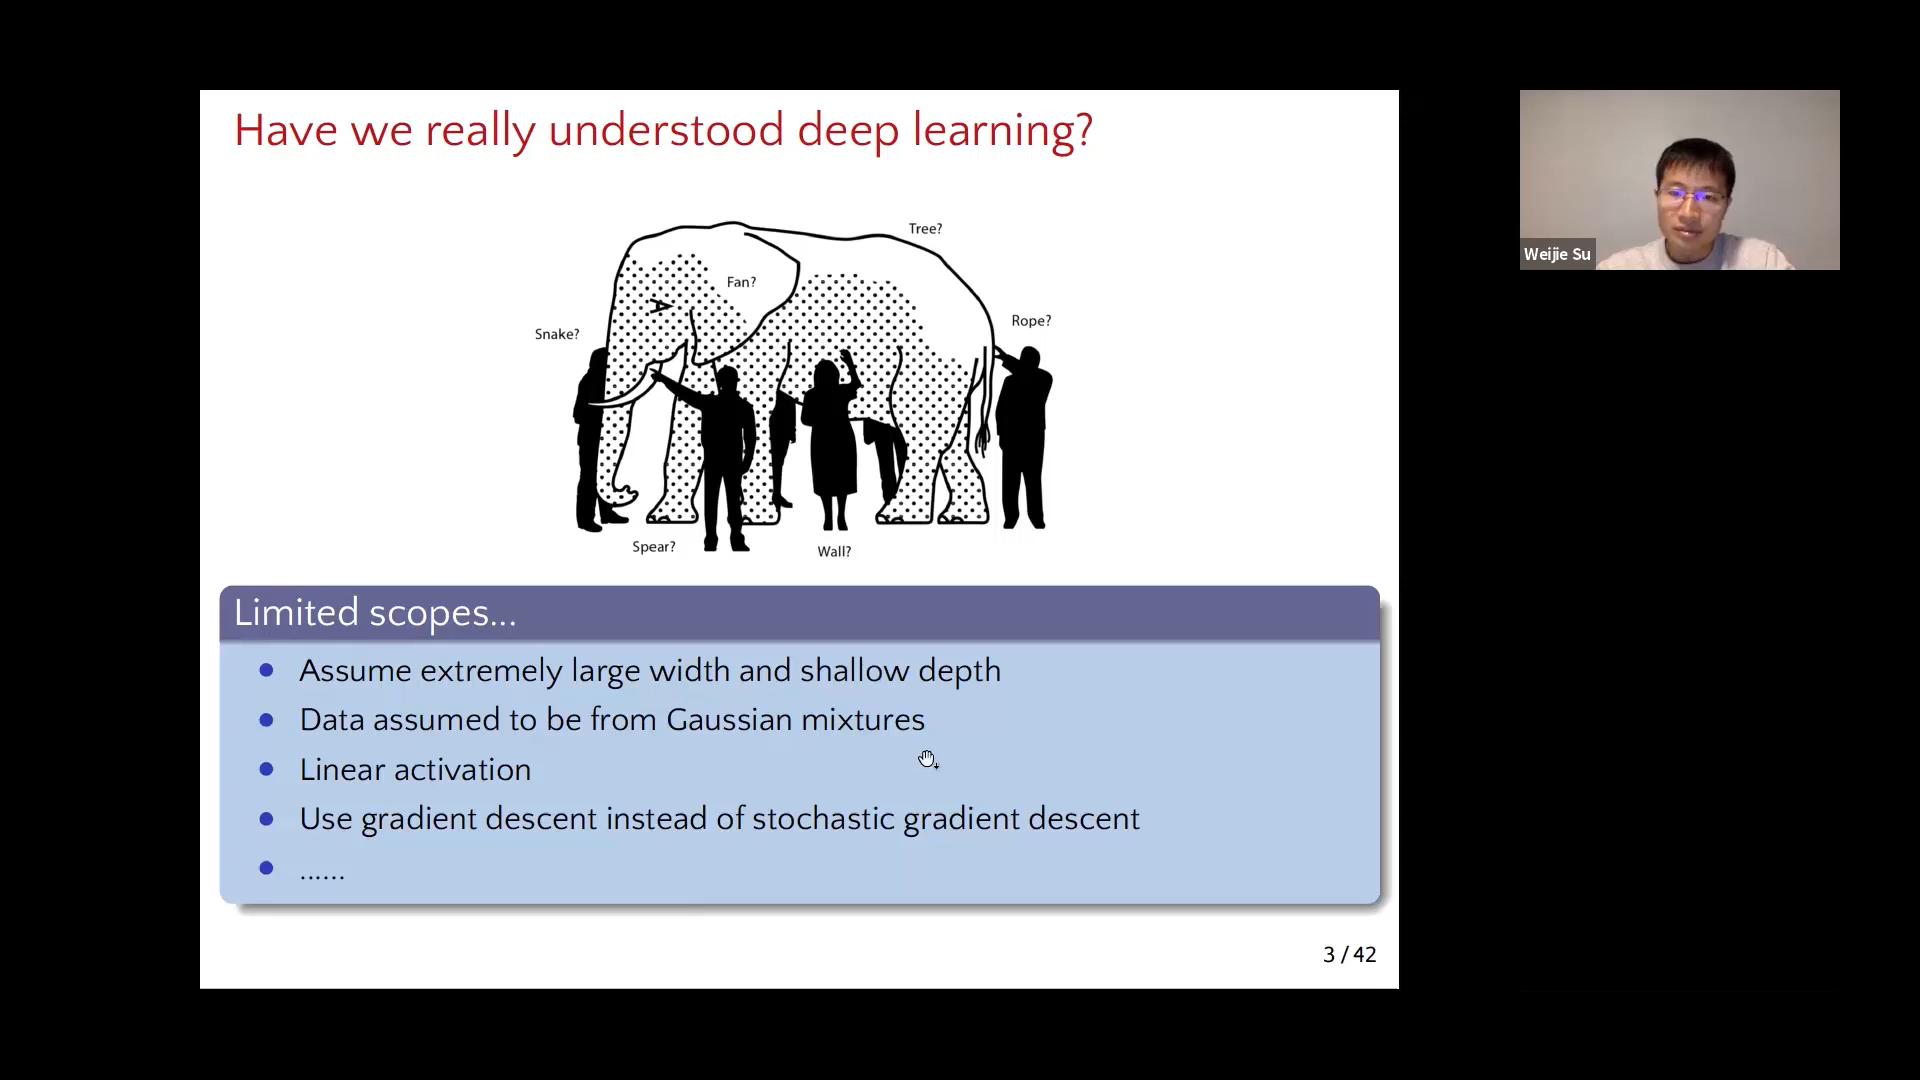 Have we really understood deep learning?
Tree?
Fan?
Snake?
Rope?
Spear?
Wall?
Limited scopes...
Assume extremely large width and shallow depth
Data assumed to be from Gaussian mixtures
Linear activation
Use gradient descent instead of stochastic gradient descent
......
3 / 42
Weijie Su